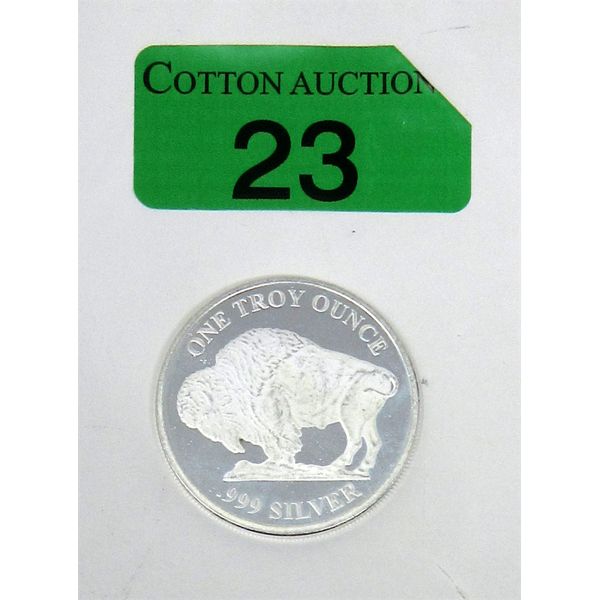 COTTON AUCTION
23
ONE TROY OUNCE
.999 SILVER